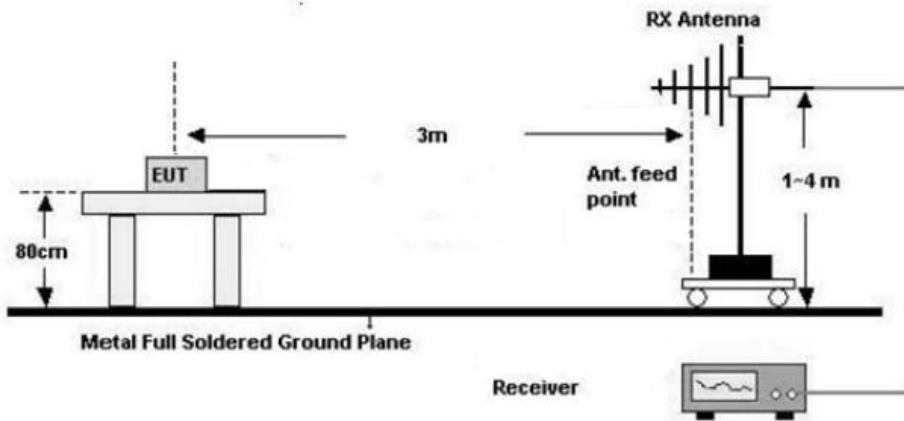 RX Antenna
3m
EUT
Ant. feed
point
1~4 m
80cm
Metal Full Soldered Ground Plane
Receiver